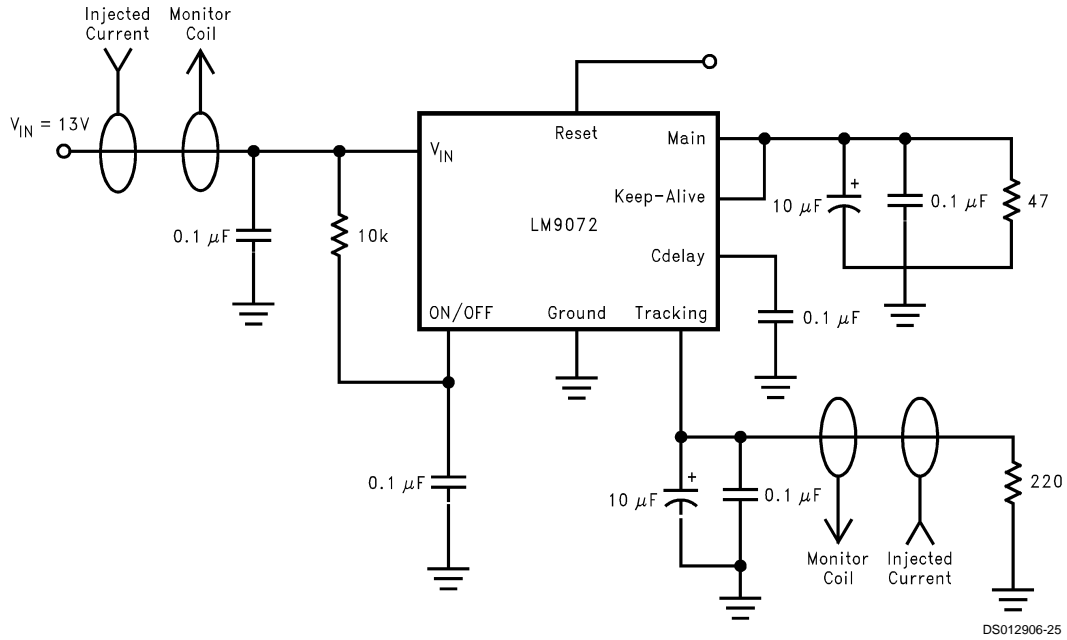 Injected
Current
Monitor
Coil
VIN = 13V
Reset
VIN
Main
Keep-Alive
LM9072
Cdelay
ON/OFF
Ground
Tracking
0.1 μF
10k
10 μF
+
0.1 μF
47
0.1 μF
0.1 μF
10 μF
+
0.1 μF
220
Monitor
Coil
Injected
Current
DS012906-25